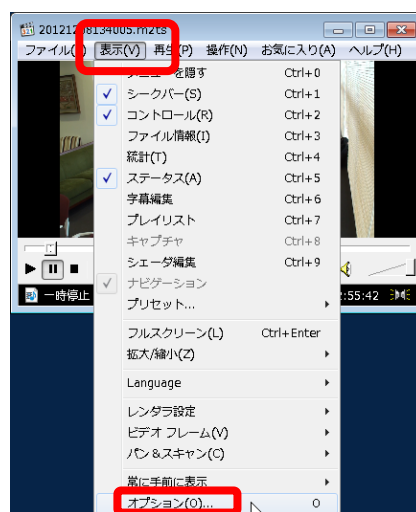 20121208134005.m2ts
ファイル( 表示(V) 再生(P) 操作(N) お気に入り(A) ヘルプ(H)
メニューを隠す Ctrl+0
シークバー(S) Ctrl+1
コントロール(R) Ctrl+2
ファイル情報(I) Ctrl+3
統計(T) Ctrl+4
ステータス(A) Ctrl+5
字幕編集 Ctrl+6
プレイリスト Ctrl+7
キャプチャ Ctrl+8
シェーダ編集 Ctrl+9
ナビゲーション
プリセット...
フルスクリーン(L) Ctrl+Enter
拡大/縮小(Z)
Language
レンダラ設定
ビデオ フレーム(V)
パン&スキャン(C)
常に手前に表示
オプション(O)... O
一時停止 :55:42